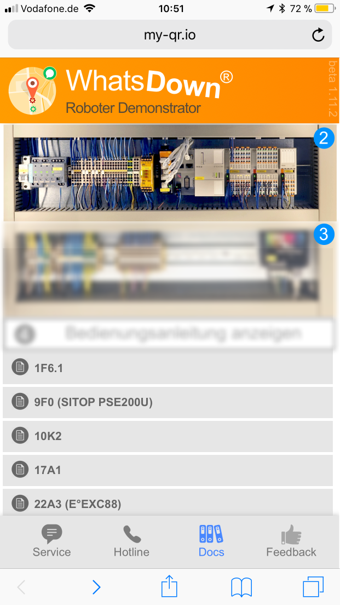 Vodafone.de 10:51 72 %
my-qr.io
WhatsDown®
Roboter Demonstrator
beta 1.11.2
2
3
Bedienungsanleitung anzeigen
1F6.1
9F0 (SITOP PSE200U)
10K2
17A1
22A3 (E°EXC88)
Service Hotline Docs Feedback